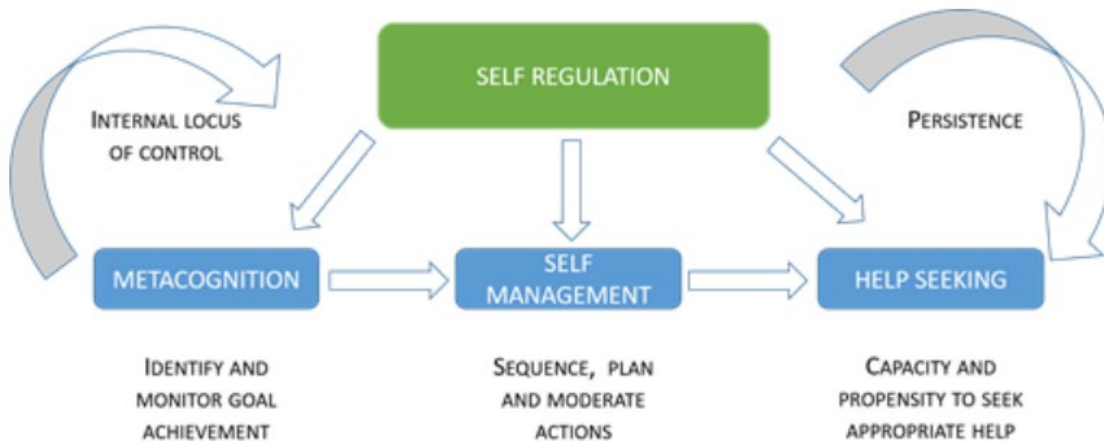 SELF REGULATION
INTERNAL LOCUS
OF CONTROL
PERSISTENCE
METACOGNITION
SELF
MANAGEMENT
HELP SEEKING
IDENTIFY AND
MONITOR GOAL
ACHIEVEMENT
SEQUENCE, PLAN
AND MODERATE
ACTIONS
CAPACITY AND
PROPENSITY TO SEEK
APPROPRIATE HELP